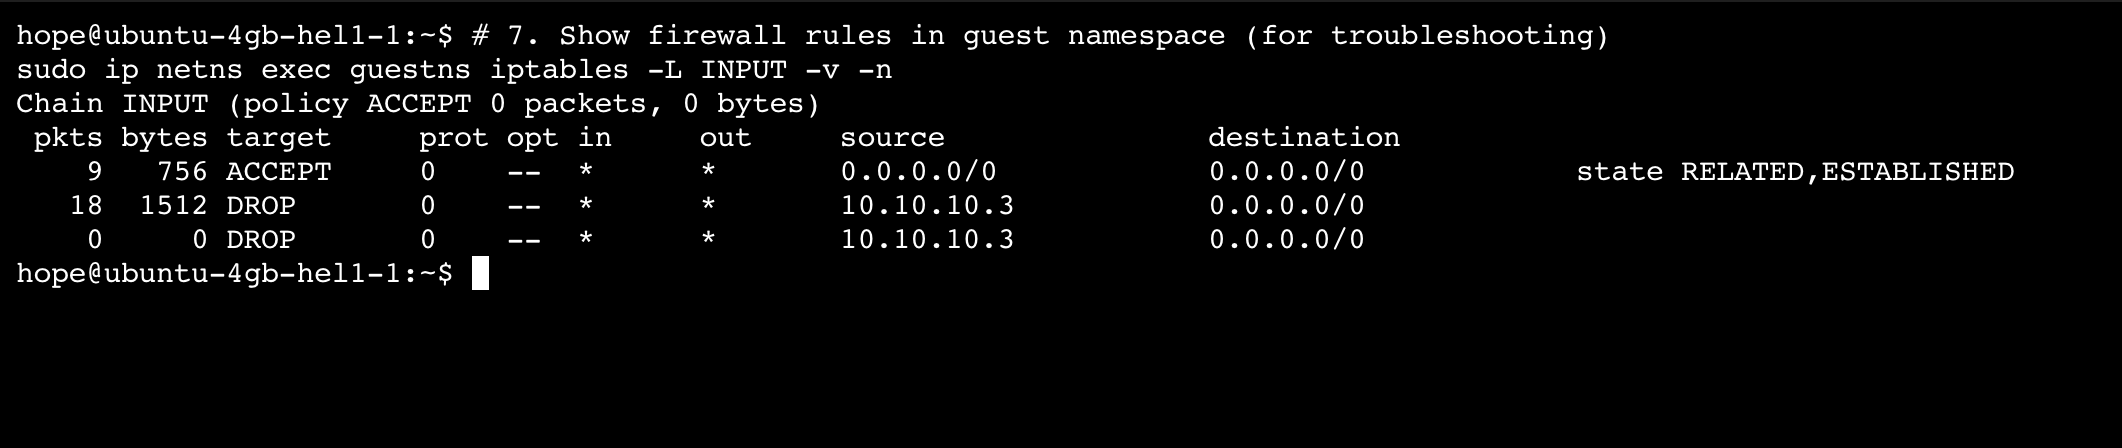 hope@ubuntu-4gb-hel1-1:~$ # 7. Show firewall rules in guest namespace (for troubleshooting)
sudo ip netns exec guestns iptables -L INPUT -v -n
Chain INPUT (policy ACCEPT 0 packets, 0 bytes)
 pkts bytes target     prot opt in     out     source               destination
    9   756 ACCEPT     0    --  *      *       0.0.0.0/0            0.0.0.0/0            state RELATED,ESTABLISHED
   18  1512 DROP       0    --  *      *       10.10.10.3           0.0.0.0/0
    0     0 DROP       0    --  *      *       10.10.10.3           0.0.0.0/0
hope@ubuntu-4gb-hel1-1:~$